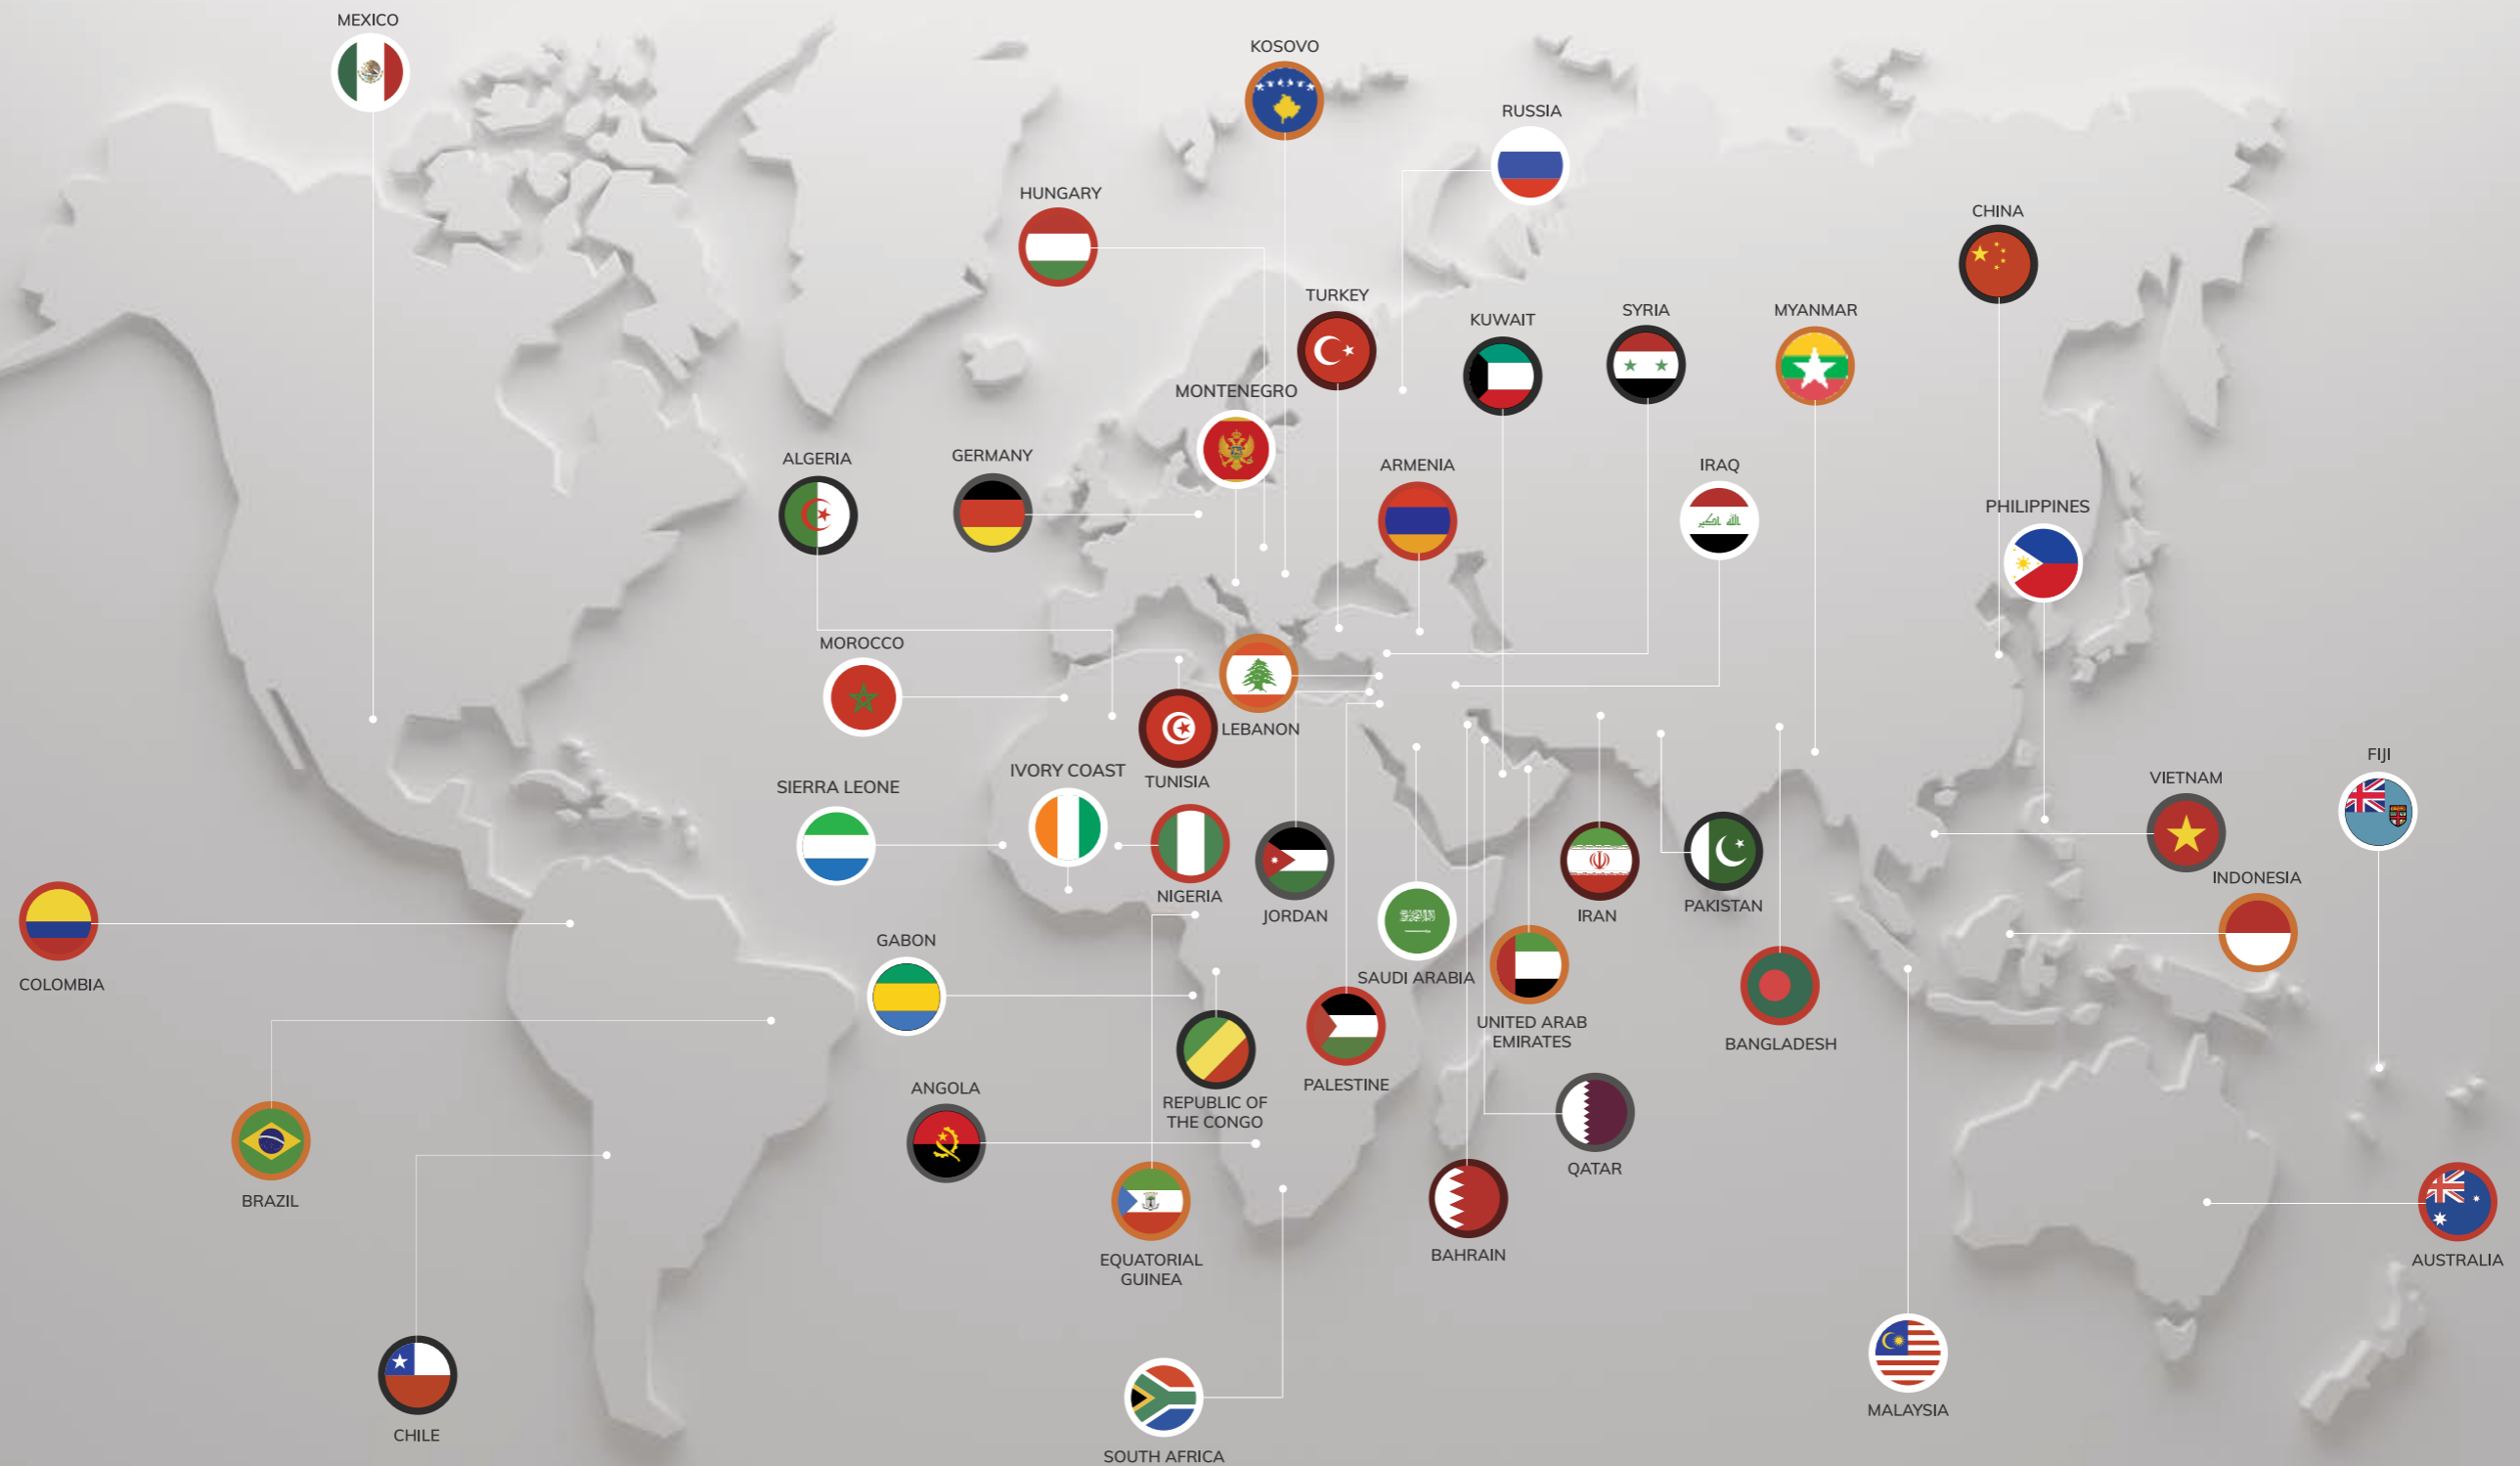 MEXICO
KOSOVO
RUSSIA
HUNGARY
CHINA
TURKEY
KUWAIT
SYRIA
MYANMAR
MONTENEGRO
ALGERIA
GERMANY
ARMENIA
IRAQ
PHILIPPINES
MOROCCO
LEBANON
FIJI
IVORY COAST
TUNISIA
VIETNAM
SIERRA LEONE
INDONESIA
NIGERIA
JORDAN
IRAN
PAKISTAN
GABON
SAUDI ARABIA
COLOMBIA
UNITED ARAB
EMIRATES
BANGLADESH
PALESTINE
ANGOLA
REPUBLIC OF
THE CONGO
QATAR
BRAZIL
BAHRAIN
EQUATORIAL
GUINEA
AUSTRALIA
MALAYSIA
CHILE
SOUTH AFRICA